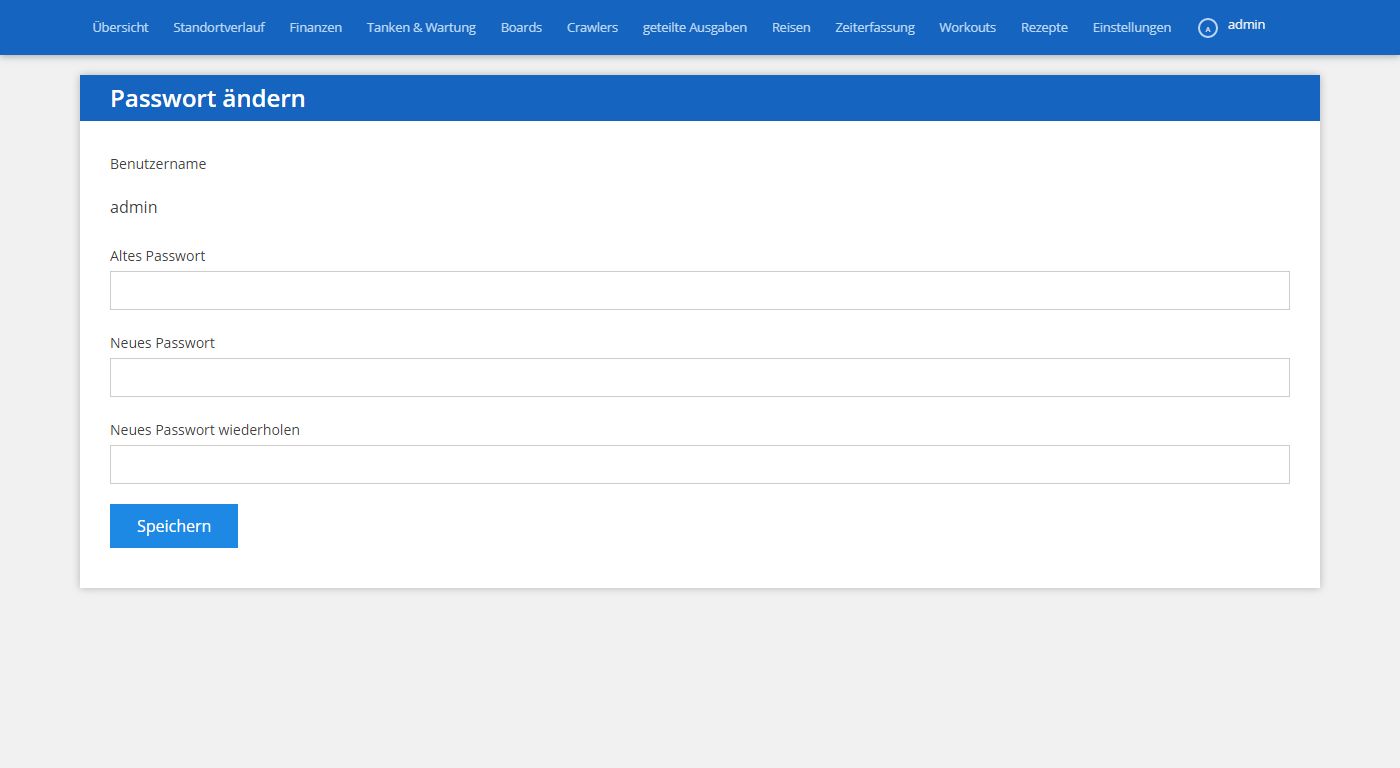 Übersicht Standortverlauf Finanzen Tanken & Wartung Boards Crawlers geteilte Ausgaben Reisen Zeiterfassung Workouts Rezepte Einstellungen A admin
Passwort ändern
Benutzername
admin
Altes Passwort
Neues Passwort
Neues Passwort wiederholen
Speichern